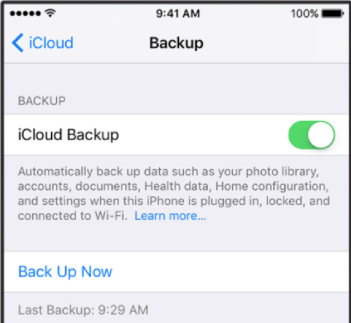 9:41 AM 100%
iCloud Backup
BACKUP
iCloud Backup
Automatically back up data such as your photo library,
accounts, documents, Health data, Home configuration,
and settings when this iPhone is plugged in, locked, and
connected to Wi-Fi. Learn more...
Back Up Now
Last Backup: 9:29 AM